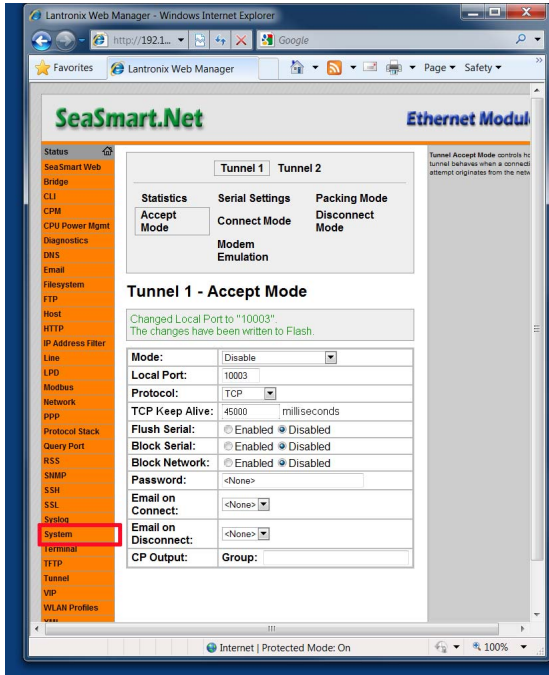 Lantronix Web Manager - Windows Internet Explorer
http://192.1...
Google
Favorites
Lantronix Web Manager
Page
Safety
SeaSmart.Net
Ethernet Modul
Status
SeaSmart Web
Bridge
CLI
CPM
CPU Power Mgmt
Diagnostics
DNS
Email
Filesystem
FTP
Host
HTTP
IP Address Filter
Line
LPD
Modbus
Network
PPP
Protocol Stack
Query Port
RSS
SNMP
SSH
SSL
Syslog
System
Terminal
TFTP
Tunnel
VIP
WLAN Profiles
XML
Tunnel 1 Tunnel 2
Statistics Serial Settings Packing Mode
Accept Mode Connect Mode Disconnect Mode
Modem Emulation
Tunnel 1 - Accept Mode
Changed Local Port to "10003".
The changes have been written to Flash.
Mode: Disable
Local Port: 10003
Protocol: TCP
TCP Keep Alive: 45000 milliseconds
Flush Serial: Enabled Disabled
Block Serial: Enabled Disabled
Block Network: Enabled Disabled
Password: <None>
Email on Connect: <None>
Email on Disconnect: <None>
CP Output: Group:
Tunnel Accept Mode controls ho
tunnel behaves when a connecti
attempt originates from the netw
Internet | Protected Mode: On
100%